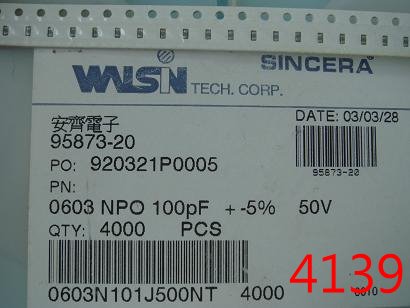 SINCERA
WALSIN
TECH. CORP.
安齊電子
DATE: 03/03/28
95873-20
PO: 920321P0005
95873-20
PN:
0603 NPO 100pF + -5% 50V
QTY: 4000 PCS
4139
0603N101J500NT 4000